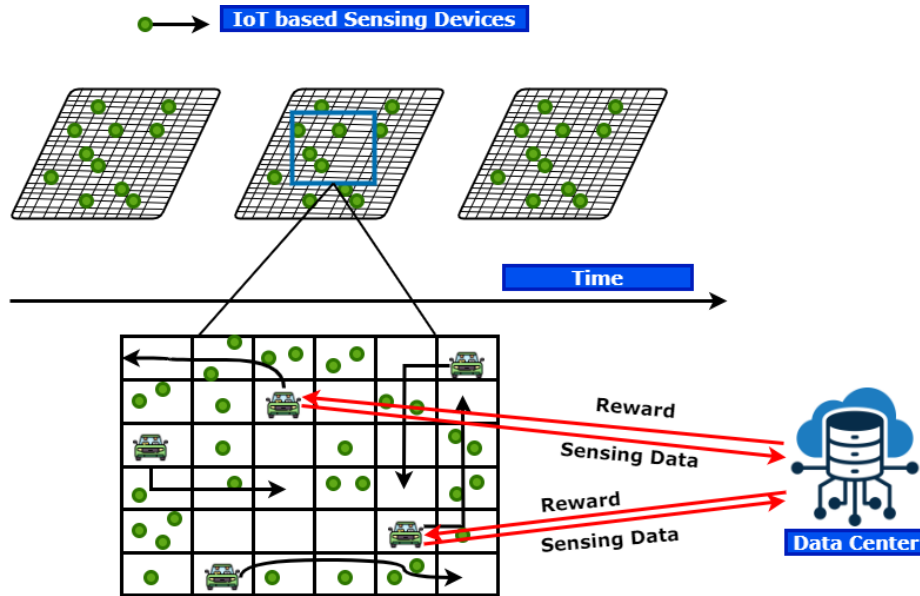 IoT based Sensing Devices
Time
Reward
Sensing Data
Reward
Sensing Data
Data Center